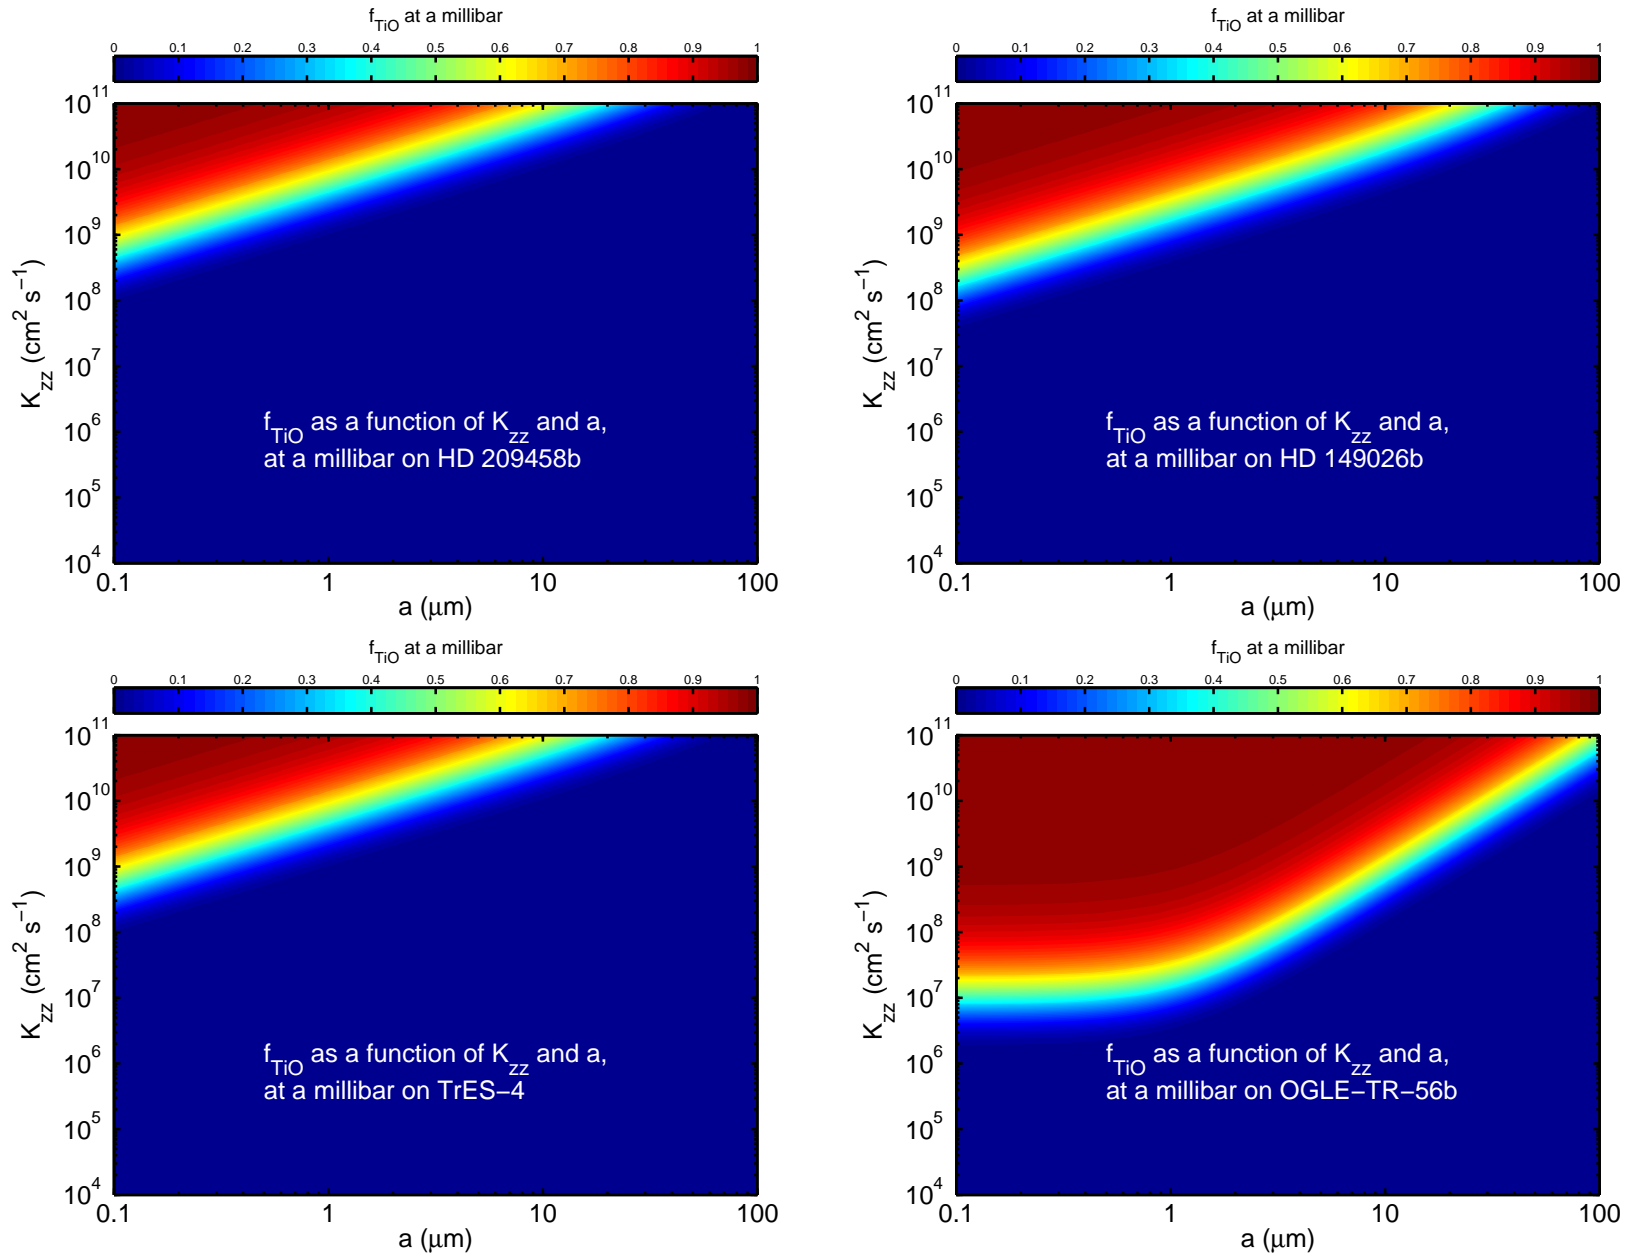 f_TiO at a millibar
0 0.1 0.2 0.3 0.4 0.5 0.6 0.7 0.8 0.9 1
10^11
10^10
10^9
10^8
10^7
10^6
10^5
10^4
K_zz (cm^2 s^−1)
f_TiO as a function of K_zz and a,
at a millibar on HD 209458b
0.1 1 10 100
a (μm)
f_TiO at a millibar
0 0.1 0.2 0.3 0.4 0.5 0.6 0.7 0.8 0.9 1
10^11
10^10
10^9
10^8
10^7
10^6
10^5
10^4
K_zz (cm^2 s^−1)
f_TiO as a function of K_zz and a,
at a millibar on HD 149026b
0.1 1 10 100
a (μm)
f_TiO at a millibar
0 0.1 0.2 0.3 0.4 0.5 0.6 0.7 0.8 0.9 1
10^11
10^10
10^9
10^8
10^7
10^6
10^5
10^4
K_zz (cm^2 s^−1)
f_TiO as a function of K_zz and a,
at a millibar on TrES−4
0.1 1 10 100
a (μm)
f_TiO at a millibar
0 0.1 0.2 0.3 0.4 0.5 0.6 0.7 0.8 0.9 1
10^11
10^10
10^9
10^8
10^7
10^6
10^5
10^4
K_zz (cm^2 s^−1)
f_TiO as a function of K_zz and a,
at a millibar on OGLE−TR−56b
0.1 1 10 100
a (μm)